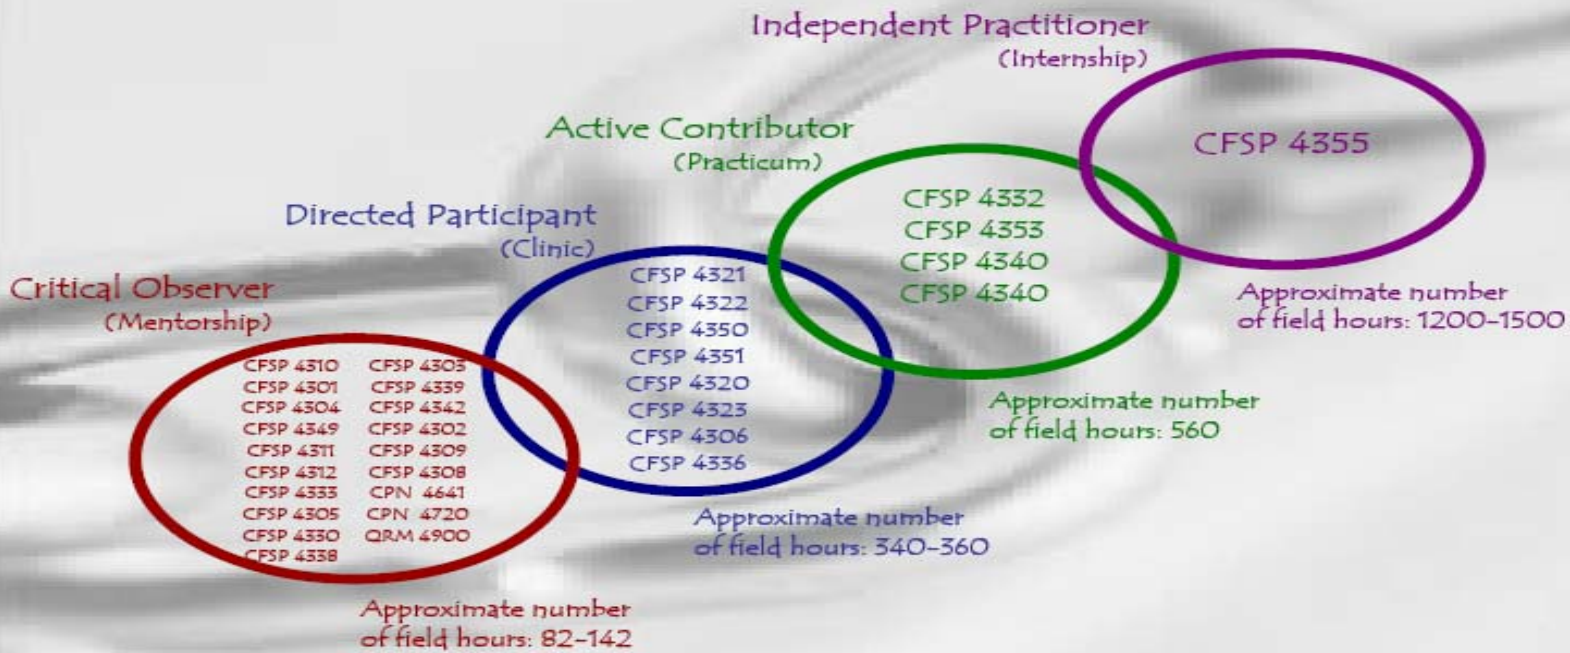 Independent Practitioner
(Internship)
CFSP 4355
Approximate number
of field hours: 1200-1500
Active Contributor
(Practicum)
CFSP 4332
CFSP 4353
CFSP 4340
CFSP 4340
Approximate number
of field hours: 560
Directed Participant
(Clinic)
CFSP 4321
CFSP 4322
CFSP 4350
CFSP 4351
CFSP 4320
CFSP 4323
CFSP 4306
CFSP 4336
Approximate number
of field hours: 340-360
Critical Observer
(Mentorship)
CFSP 4310 CFSP 4303
CFSP 4301 CFSP 4339
CFSP 4304 CFSP 4342
CFSP 4349 CFSP 4302
CFSP 4311 CFSP 4309
CFSP 4312 CFSP 4308
CFSP 4333 CPN 4641
CFSP 4305 CPN 4720
CFSP 4330 QRM 4900
CFSP 4338
Approximate number
of field hours: 82-142